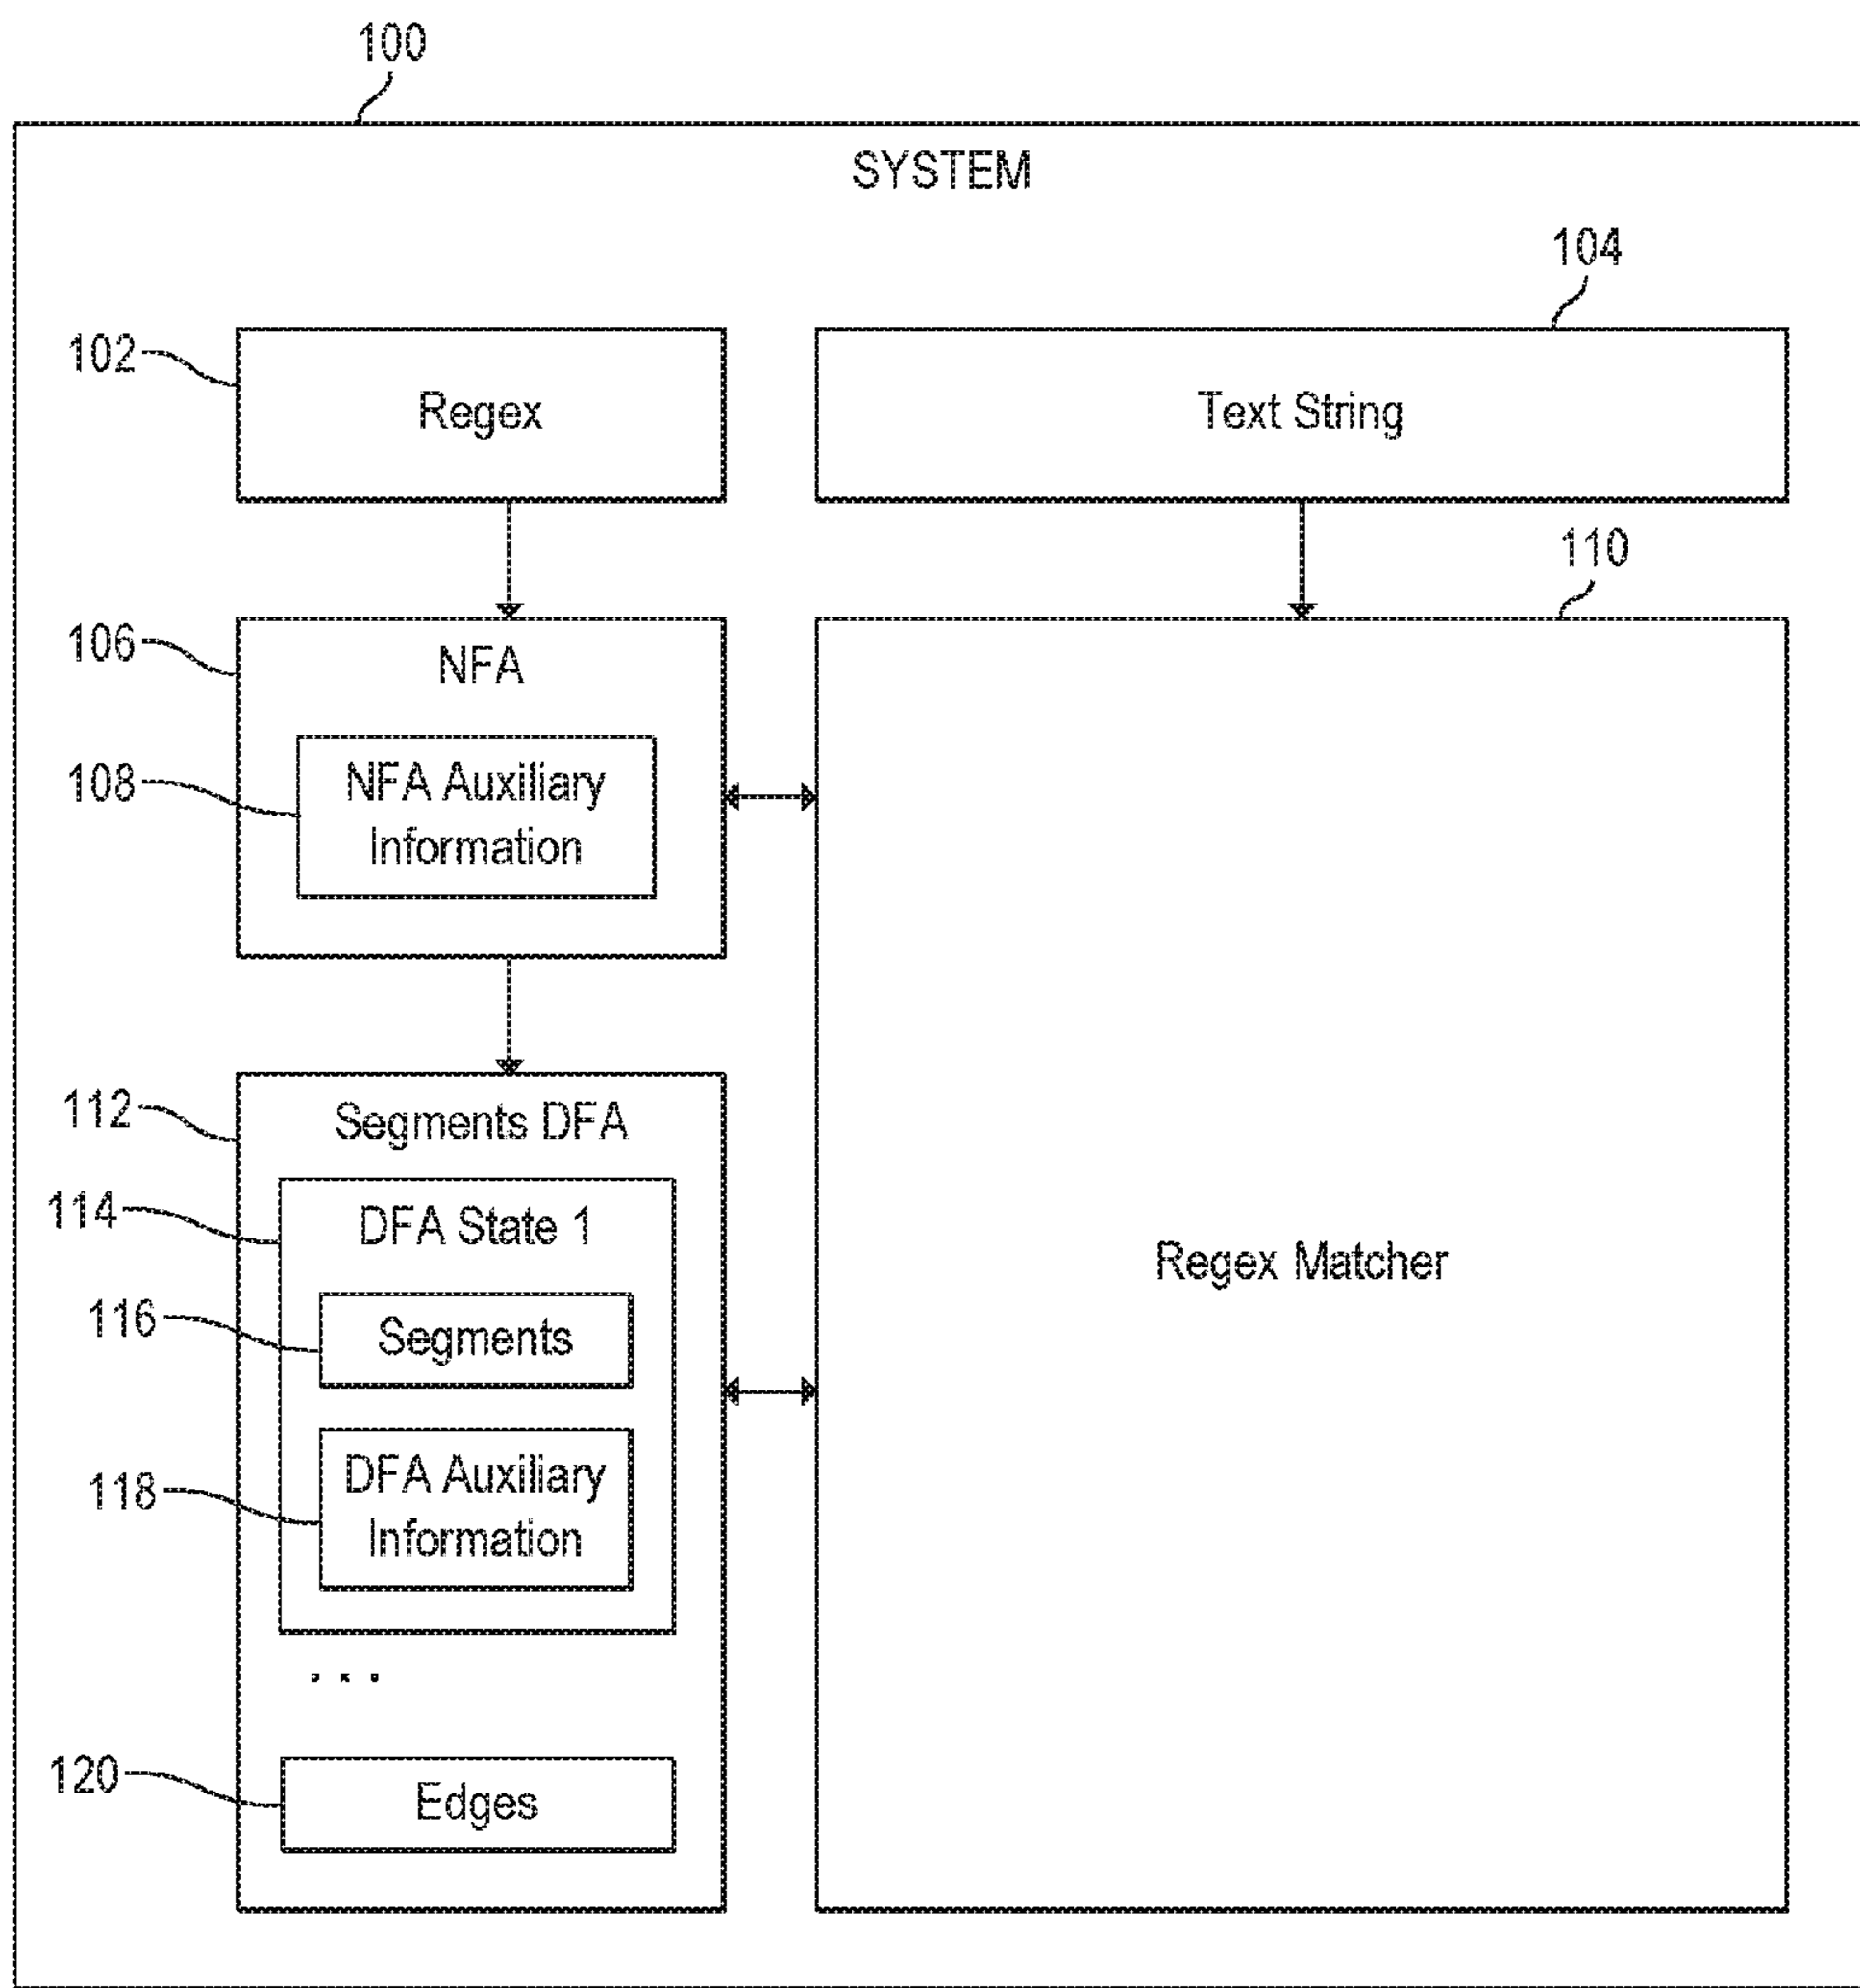 100
SYSTEM
104
102
Regex
Text String
110
106
NFA
108
NFA Auxiliary
Information
112
Segments DFA
114
DFA State 1
Regex Matcher
116
Segments
118
DFA Auxiliary
Information
. . .
120
Edges